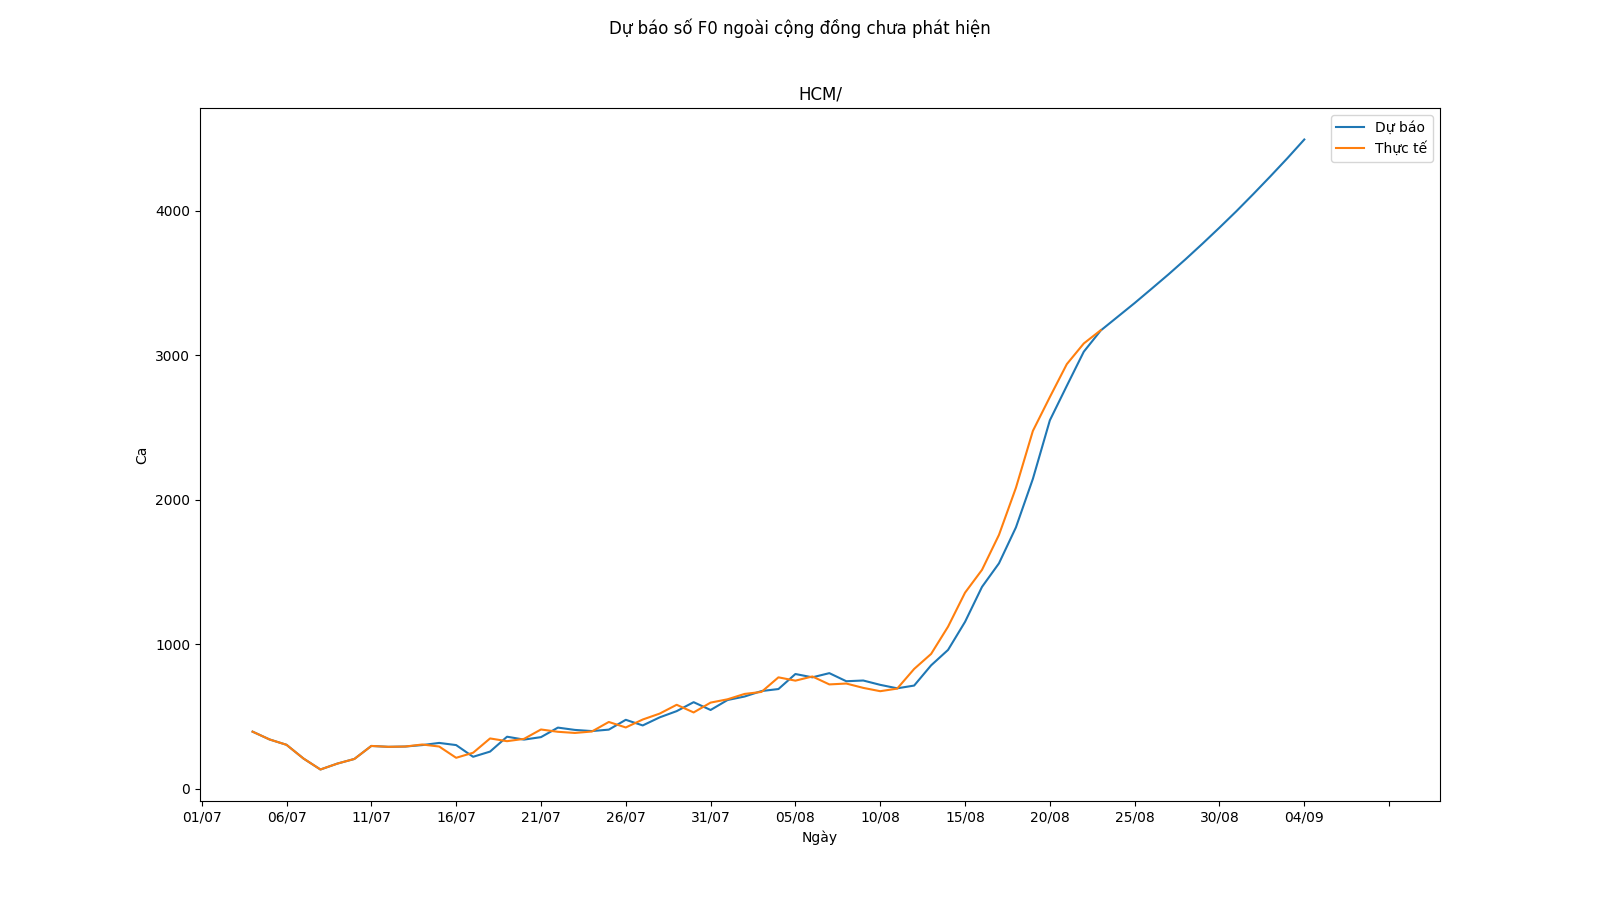 Dự báo số F0 ngoài cộng đồng chưa phát hiện
HCM/
Dự báo
Thực tế
4000
3000
2000
1000
0
Ca
01/07 06/07 11/07 16/07 21/07 26/07 31/07 05/08 10/08 15/08 20/08 25/08 30/08 04/09
Ngày